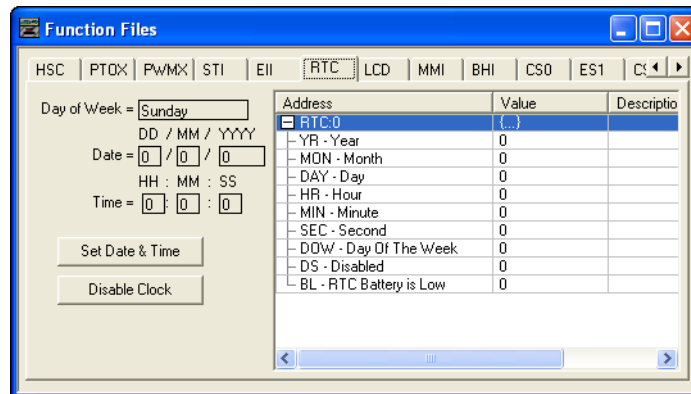 Function Files
HSC PTOX PWMX STI EII RTC LCD MMI BHI CS0 ES1
Day of Week = Sunday
DD / MM / YYYY
Date = 0 / 0 / 0
HH : MM : SS
Time = 0 : 0 : 0
Set Date & Time
Disable Clock
Address Value Descriptio
RTC:0 {...}
YR - Year 0
MON - Month 0
DAY - Day 0
HR - Hour 0
MIN - Minute 0
SEC - Second 0
DOW - Day Of The Week 0
DS - Disabled 0
BL - RTC Battery is Low 0